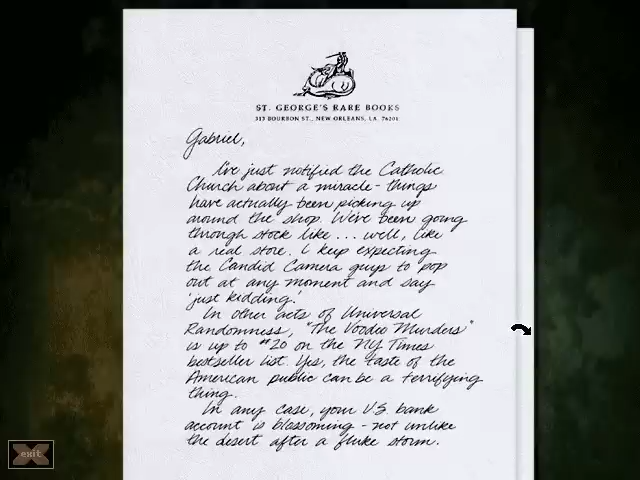 ST. GEORGE'S RARE BOOKS
313 BOURBON ST., NEW ORLEANS, LA. 76201
Gabriel,
I've just notified the Catholic
Church about a miracle - things
have actually been picking up
around the shop. We've been going
through stock like ... well, like
a real store. I keep expecting
the Candid Camera guys to pop
out at any moment and say
'just kidding.'
In other acts of Universal
Randomness, "The Voodoo Murders"
is up to #20 on the NY Times
bestseller list. Yes, the taste of the
American public can be a terrifying
thing.
In any case, your U.S. bank
account is blossoming - not unlike
the desert after a fluke storm.
exit